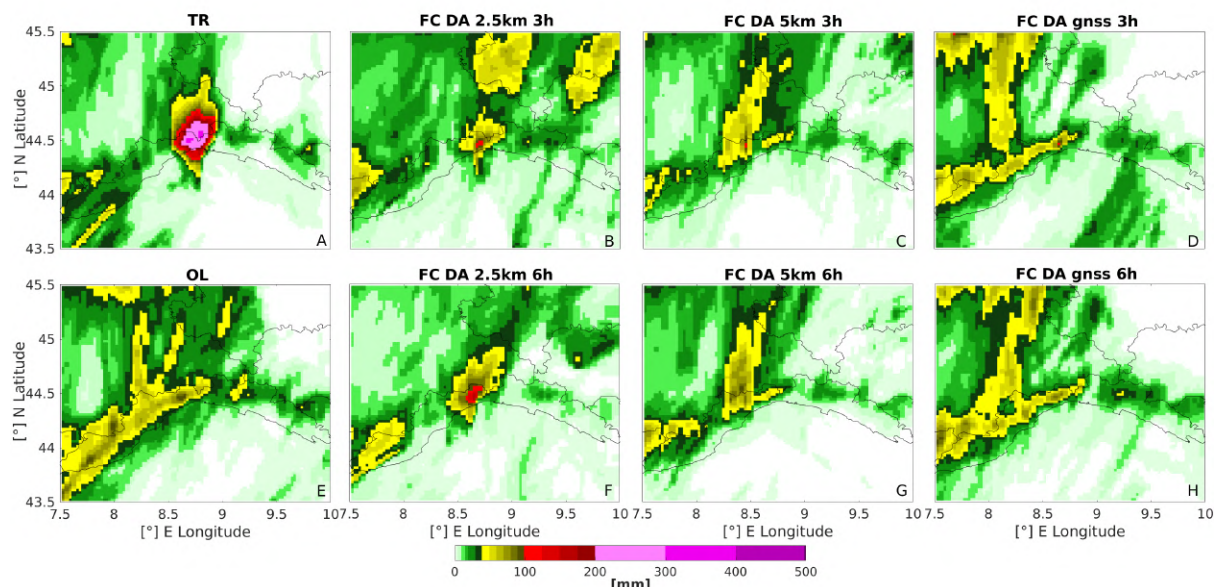 TR FC DA 2.5km 3h FC DA 5km 3h FC DA gnss 3h
45.5
45
44.5
44
43.5
[°] N Latitude
A B C D
OL FC DA 2.5km 6h FC DA 5km 6h FC DA gnss 6h
45.5
45
44.5
44
43.5
[°] N Latitude
E F G H
7.5 8 8.5 9 9.5 10 7.5 8 8.5 9 9.5 10 7.5 8 8.5 9 9.5 10 7.5 8 8.5 9 9.5 10
[°] E Longitude [°] E Longitude [°] E Longitude [°] E Longitude
0 100 200 300 400 500
[mm]